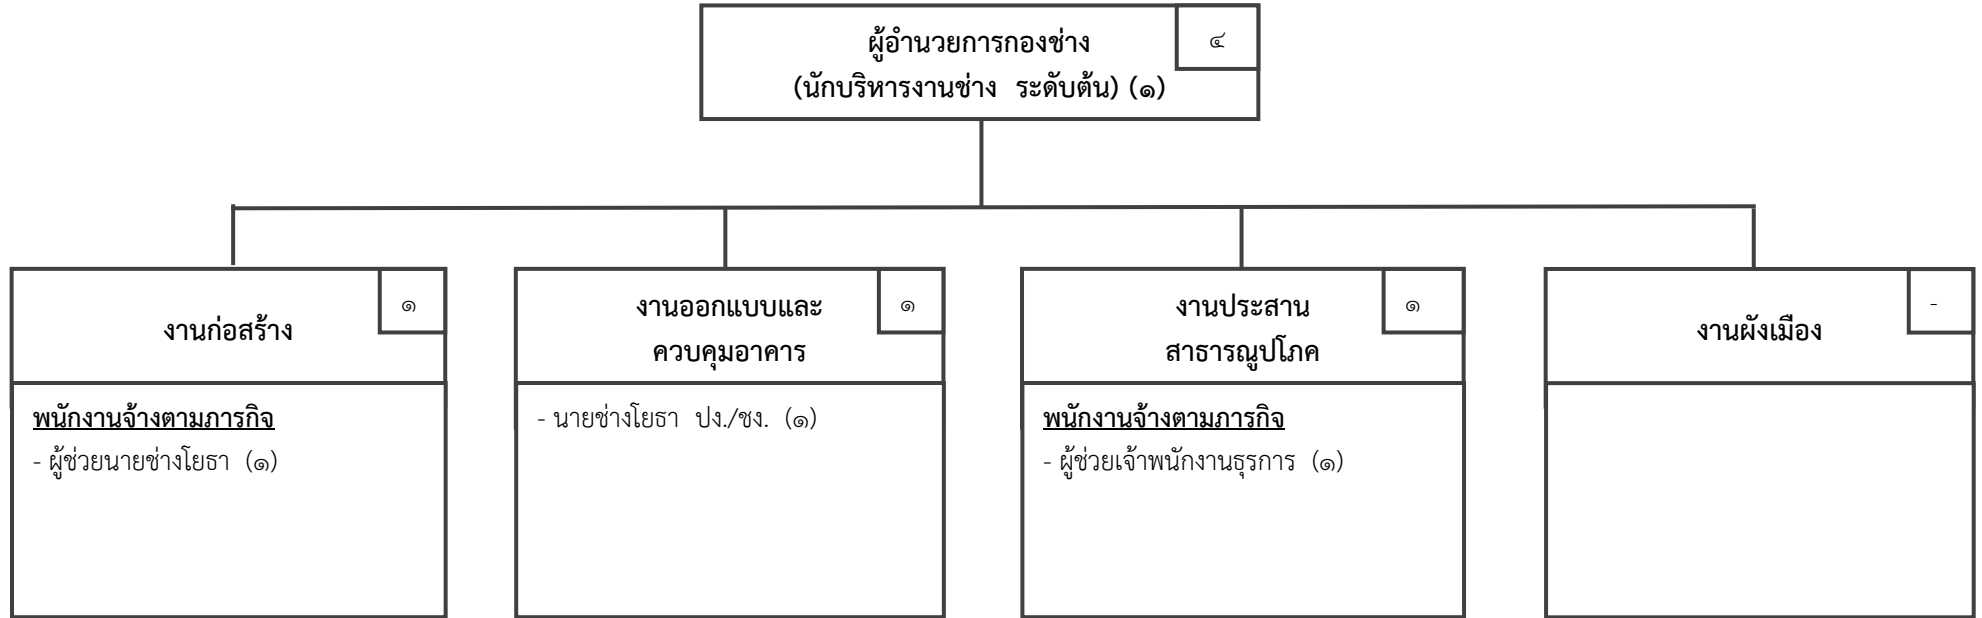 ผู้อำนวยการกองช่าง
๔
(นักบริหารงานช่าง ระดับต้น) (๑)
งานก่อสร้าง
๑
พนักงานจ้างตามภารกิจ
- ผู้ช่วยนายช่างโยธา (๑)
งานออกแบบและ
ควบคุมอาคาร
๑
- นายช่างโยธา ปง./ชง. (๑)
งานประสาน
สาธารณูปโภค
๑
พนักงานจ้างตามภารกิจ
- ผู้ช่วยเจ้าพนักงานธุรการ (๑)
งานผังเมือง
-